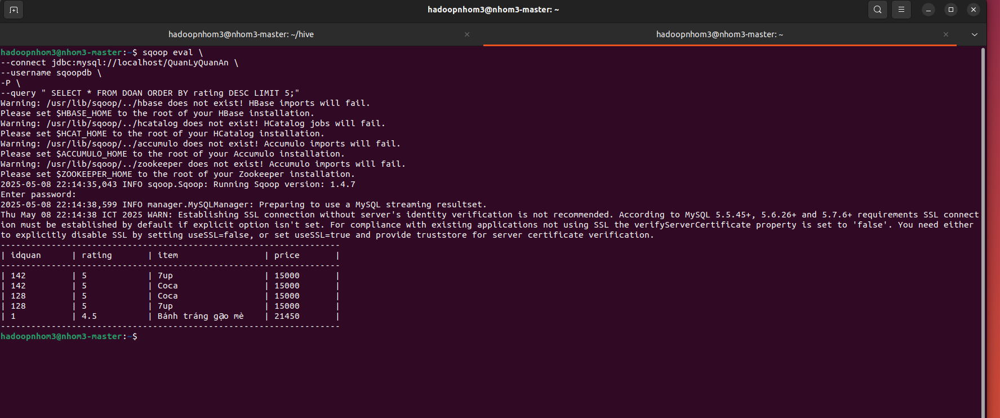 hadoopnhom3@nhom3-master: ~
hadoopnhom3@nhom3-master: ~/hive
hadoopnhom3@nhom3-master: ~
hadoopnhom3@nhom3-master:~$ sqoop eval \
--connect jdbc:mysql://localhost/QuanLyQuanAn \
--username sqoopdb \
-P \
--query " SELECT * FROM DOAN ORDER BY rating DESC LIMIT 5;"
Warning: /usr/lib/sqoop/../hbase does not exist! HBase imports will fail.
Please set $HBASE_HOME to the root of your HBase installation.
Warning: /usr/lib/sqoop/../hcatalog does not exist! HCatalog jobs will fail.
Please set $HCAT_HOME to the root of your HCatalog installation.
Warning: /usr/lib/sqoop/../accumulo does not exist! Accumulo imports will fail.
Please set $ACCUMULO_HOME to the root of your Accumulo installation.
Warning: /usr/lib/sqoop/../zookeeper does not exist! Accumulo imports will fail.
Please set $ZOOKEEPER_HOME to the root of your Zookeeper installation.
2025-05-08 22:14:35,043 INFO sqoop.Sqoop: Running Sqoop version: 1.4.7
Enter password:
2025-05-08 22:14:38,599 INFO manager.MySQLManager: Preparing to use a MySQL streaming resultset.
Thu May 08 22:14:38 ICT 2025 WARN: Establishing SSL connection without server's identity verification is not recommended. According to MySQL 5.5.45+, 5.6.26+ and 5.7.6+ requirements SSL connect
ion must be established by default if explicit option isn't set. For compliance with existing applications not using SSL the verifyServerCertificate property is set to 'false'. You need either
to explicitly disable SSL by setting useSSL=false, or set useSSL=true and provide truststore for server certificate verification.
-------------------------------------------------------------------
| idquan      | rating       | item                 | price       |
-------------------------------------------------------------------
| 142         | 5            | 7up                  | 15000       |
| 142         | 5            | Coca                 | 15000       |
| 128         | 5            | Coca                 | 15000       |
| 128         | 5            | 7up                  | 15000       |
| 1           | 4.5          | Bánh tráng gạo mè    | 21450       |
-------------------------------------------------------------------
hadoopnhom3@nhom3-master:~$